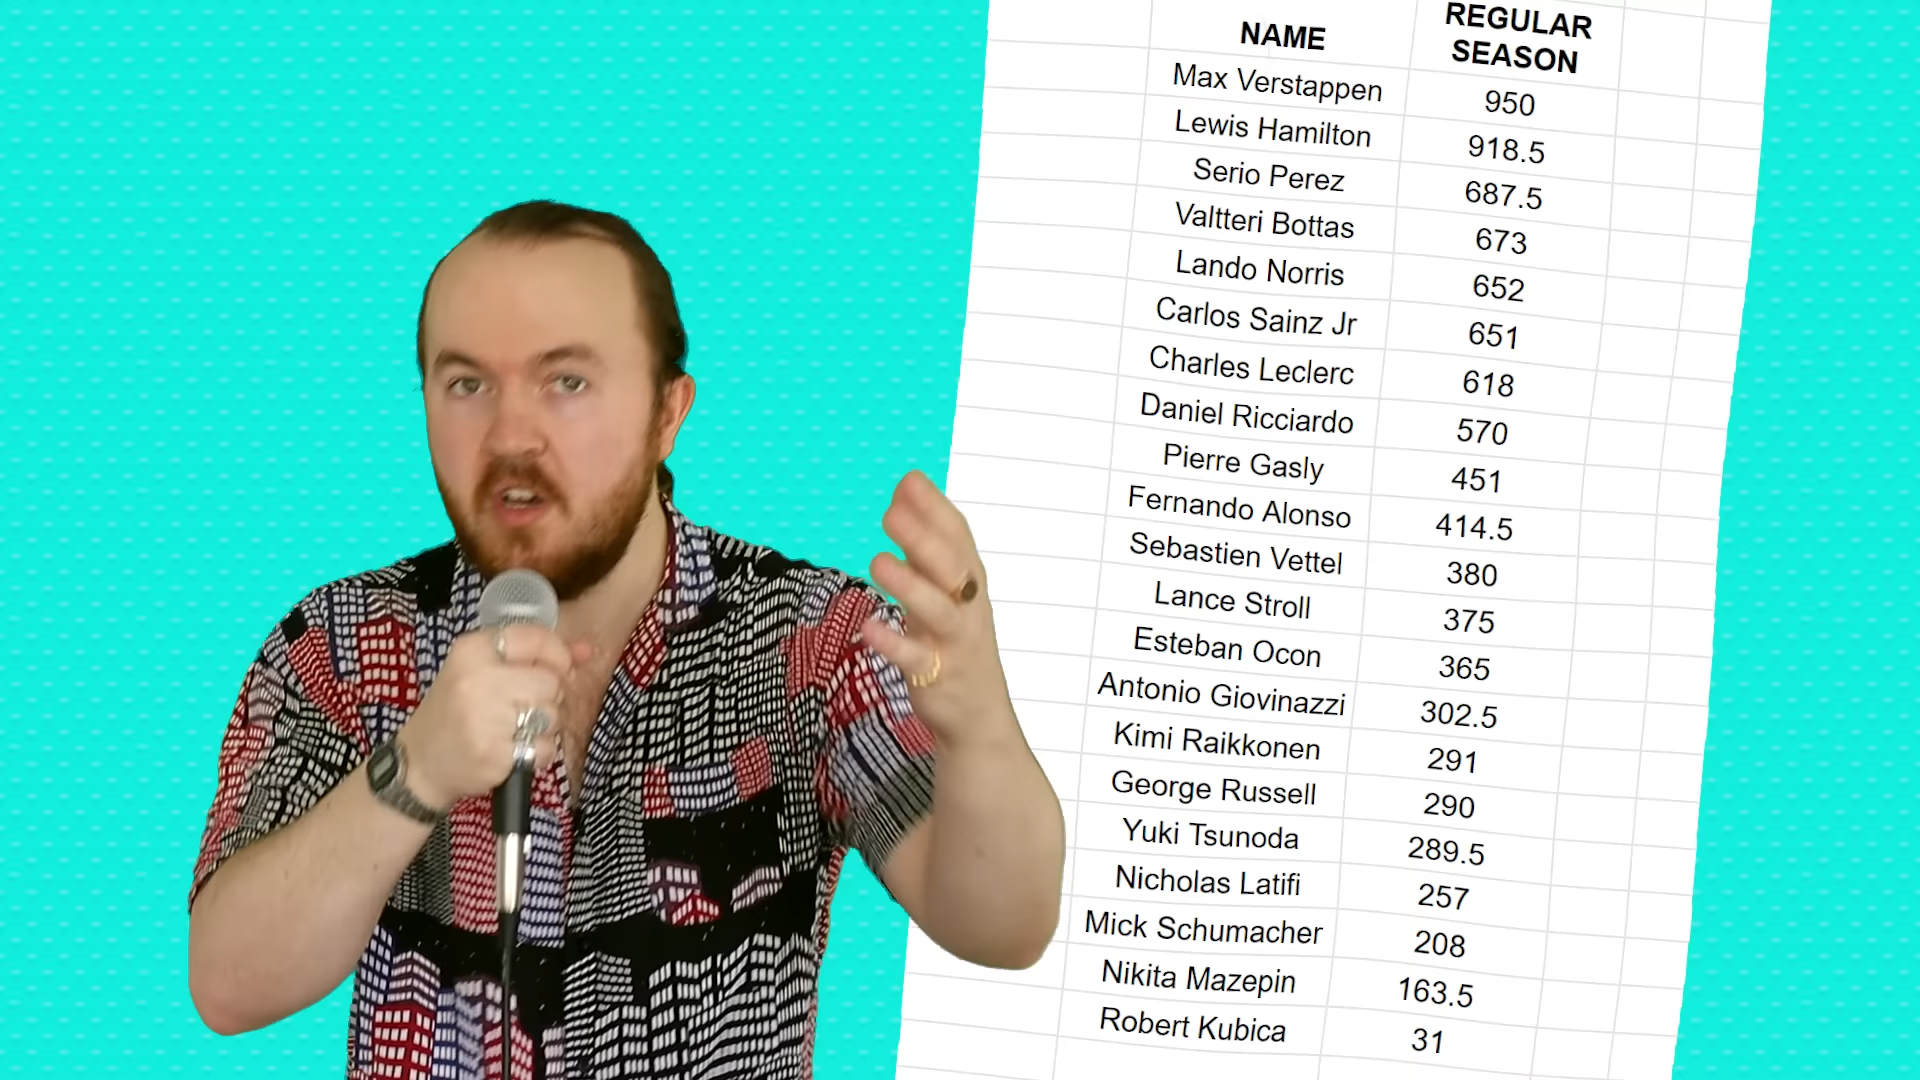 NAME REGULAR
SEASON
Max Verstappen 950
Lewis Hamilton 918.5
Serio Perez 687.5
Valtteri Bottas 673
Lando Norris 652
Carlos Sainz Jr 651
Charles Leclerc 618
Daniel Ricciardo 570
Pierre Gasly 451
Fernando Alonso 414.5
Sebastien Vettel 380
Lance Stroll 375
Esteban Ocon 365
Antonio Giovinazzi 302.5
Kimi Raikkonen 291
George Russell 290
Yuki Tsunoda 289.5
Nicholas Latifi 257
Mick Schumacher 208
Nikita Mazepin 163.5
Robert Kubica 31